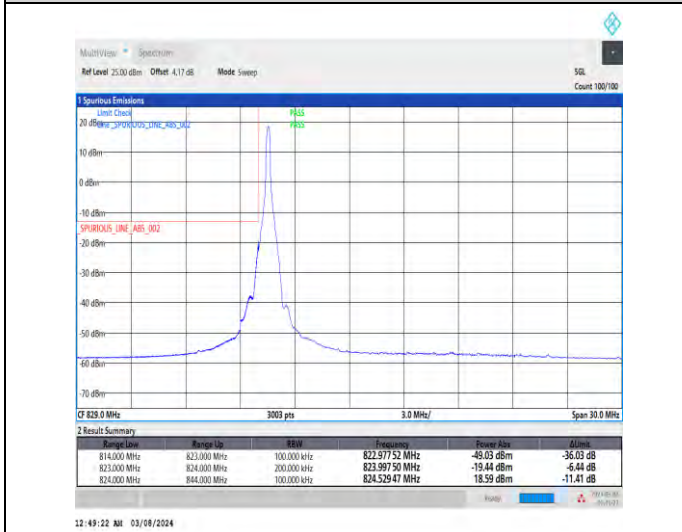 MultiView Spectrum
Ref Level 25.00 dBm Offset 4.17 dB Mode Sweep SGL
Count 100/100
1 Spurious Emissions
Limit Check PASS
20 dBm Line _SPURIOUS_LINE_ABS_002 PASS
10 dBm
0 dBm
-10 dBm
_SPURIOUS_LINE_ABS_002
-20 dBm
-30 dBm
-40 dBm
-50 dBm
-60 dBm
-70 dBm
CF 829.0 MHz 3003 pts 3.0 MHz/ Span 30.0 MHz
2 Result Summary
Range Low Range Up RBW Frequency Power Abs ΔLimit
814.000 MHz 823.000 MHz 100.000 kHz 822.97752 MHz -49.03 dBm -36.03 dB
823.000 MHz 824.000 MHz 200.000 kHz 823.99750 MHz -19.44 dBm -6.44 dB
824.000 MHz 844.000 MHz 100.000 kHz 824.52947 MHz 18.59 dBm -11.41 dB
Ready
12:49:22 AM 03/08/2024